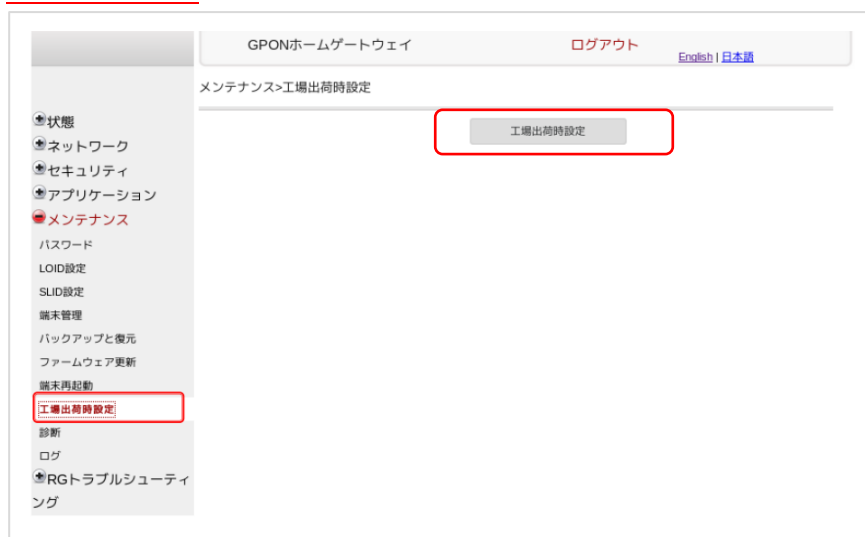 GPONホームゲートウェイ
ログアウト
English | 日本語
メンテナンス>工場出荷時設定
工場出荷時設定
状態
ネットワーク
セキュリティ
アプリケーション
メンテナンス
パスワード
LOID設定
SLID設定
端末管理
バックアップと復元
ファームウェア更新
端末再起動
工場出荷時設定
診断
ログ
RGトラブルシューティ
ング